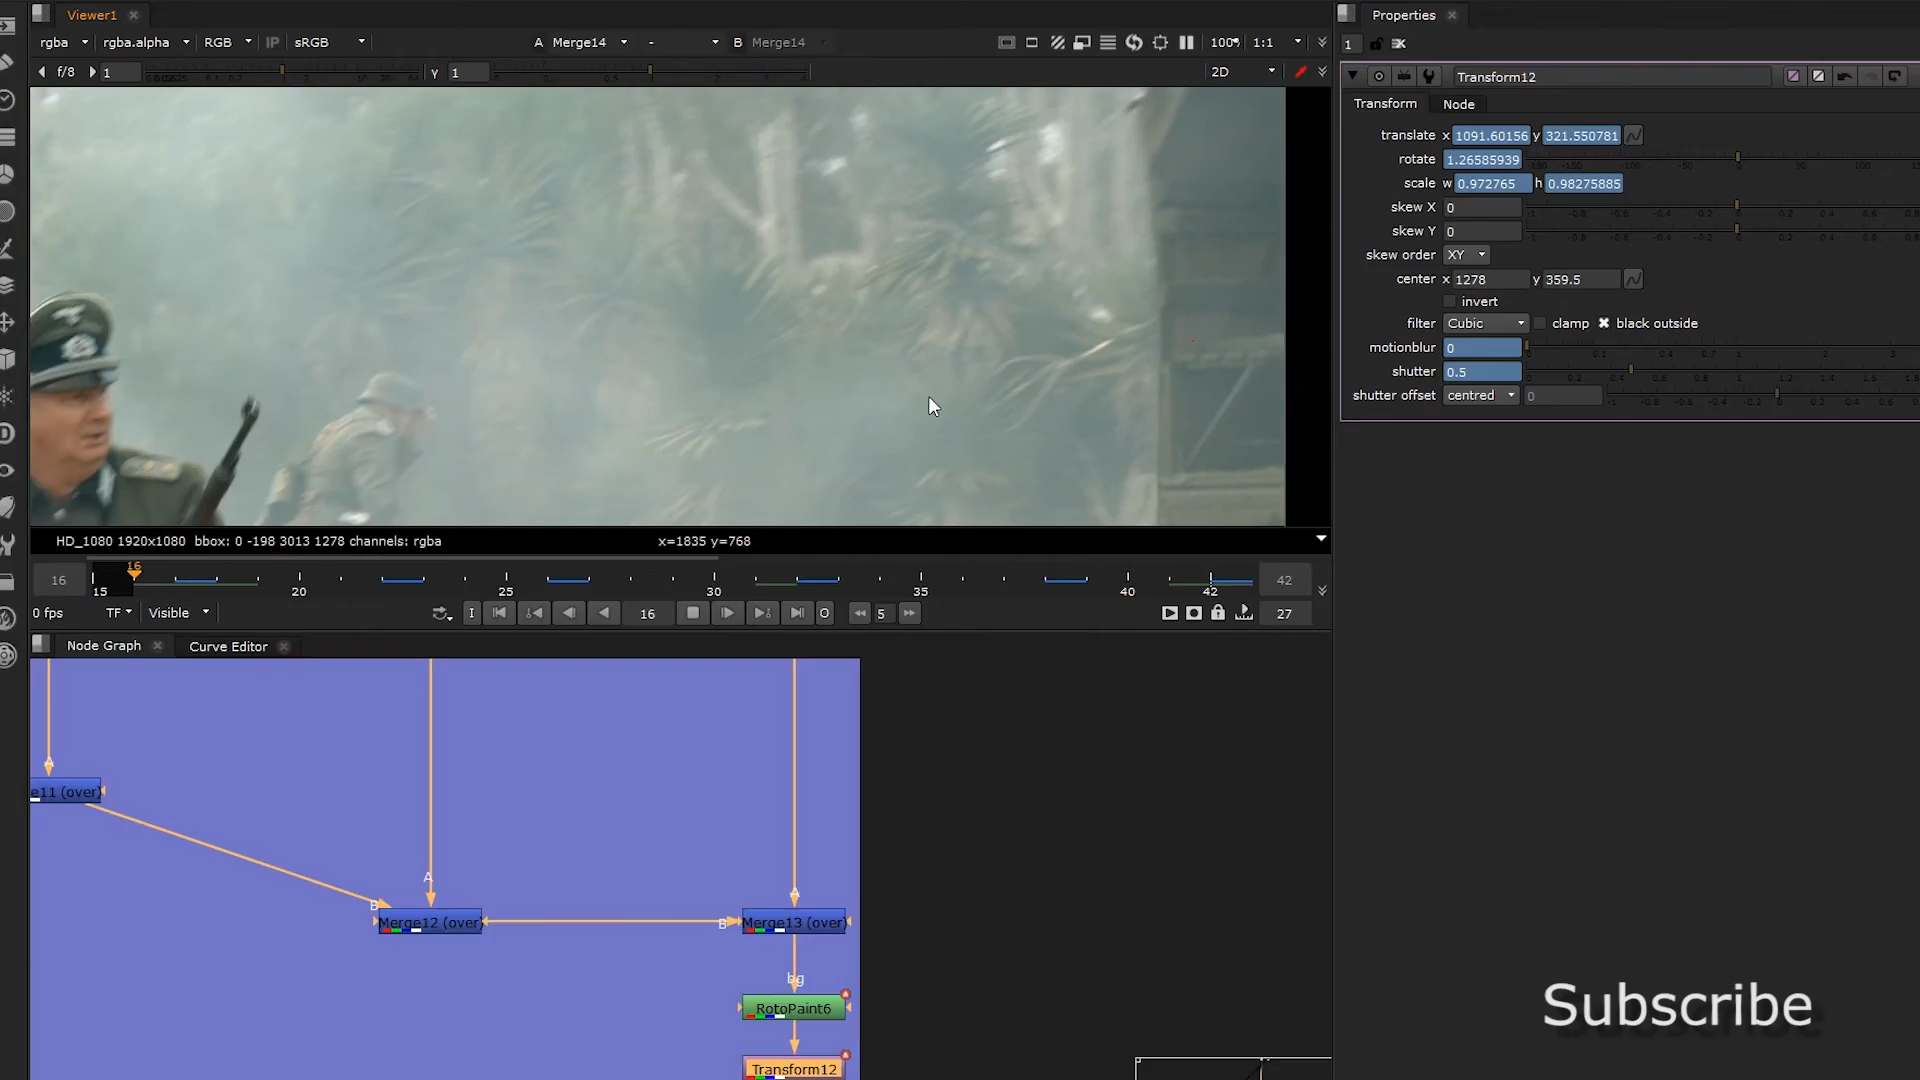 Viewer1
Properties
rgba rgba.alpha RGB IP sRGB A Merge14 - B Merge14 100% 1:1
1
f/8 1 y 1 2D
Transform12
Transform Node
translate x 1091.60156 y 321.550781
rotate 1.26585939
scale w 0.972765 h 0.98275885
skew X 0
skew Y 0
skew order XY
center x 1278 y 359.5
invert
filter Cubic clamp black outside
motionblur 0
shutter 0.5
shutter offset centred 0
HD_1080 1920x1080 bbox: 0 -198 3013 1278 channels: rgba x=1835 y=768
16
16 42
15 20 25 30 35 40 42
0 fps TF Visible I 16 O 5 27
Node Graph Curve Editor
A
e11 (over)
A
B
A
Merge12 (over) B Merge13 (over)
bg
RotoPaint6
Transform12
Subscribe